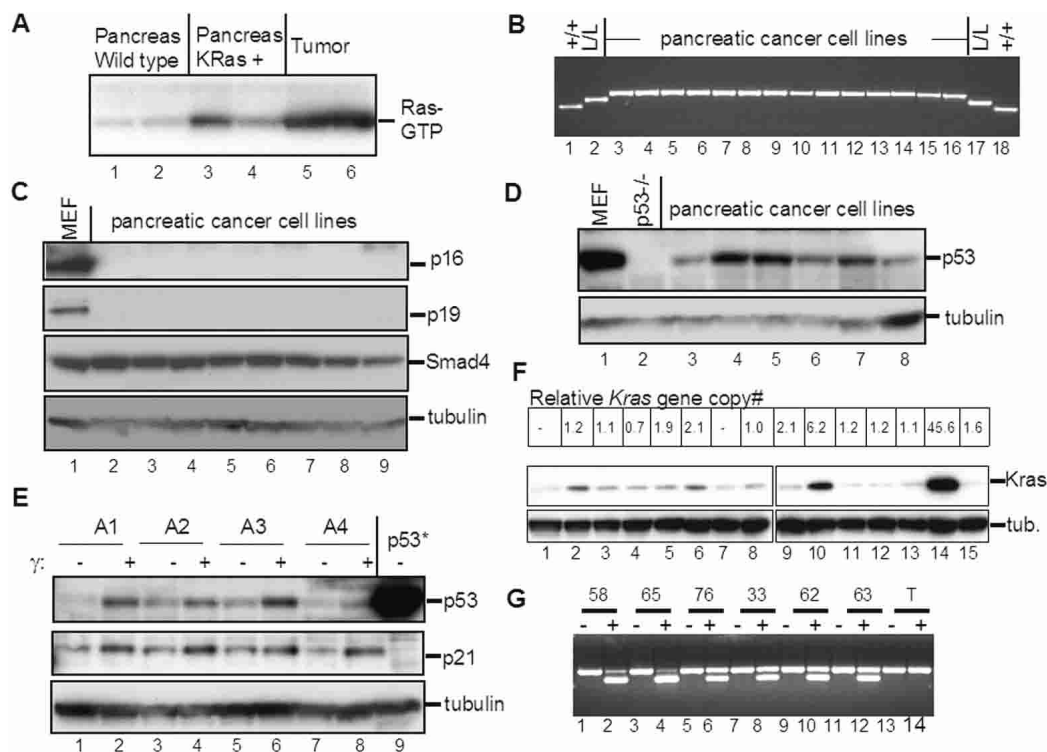 A
Pancreas Wild type
Pancreas KRas +
Tumor
Ras-GTP
1 2 3 4 5 6
B
+/+ L/L pancreatic cancer cell lines L/L +/+
1 2 3 4 5 6 7 8 9 10 11 12 13 14 15 16 17 18
C
MEF pancreatic cancer cell lines
p16
p19
Smad4
tubulin
1 2 3 4 5 6 7 8 9
D
MEF p53-/- pancreatic cancer cell lines
p53
tubulin
1 2 3 4 5 6 7 8
E
A1 A2 A3 A4 p53*
γ: - + - + - + - + -
p53
p21
tubulin
1 2 3 4 5 6 7 8 9
F
Relative Kras gene copy#
- 1.2 1.1 0.7 1.9 2.1 - 1.0 2.1 6.2 1.2 1.2 1.1 45.6 1.6
Kras
tub.
1 2 3 4 5 6 7 8 9 10 11 12 13 14 15
G
58 65 76 33 62 63 T
- + - + - + - + - + - + - +
1 2 3 4 5 6 7 8 9 10 11 12 13 14